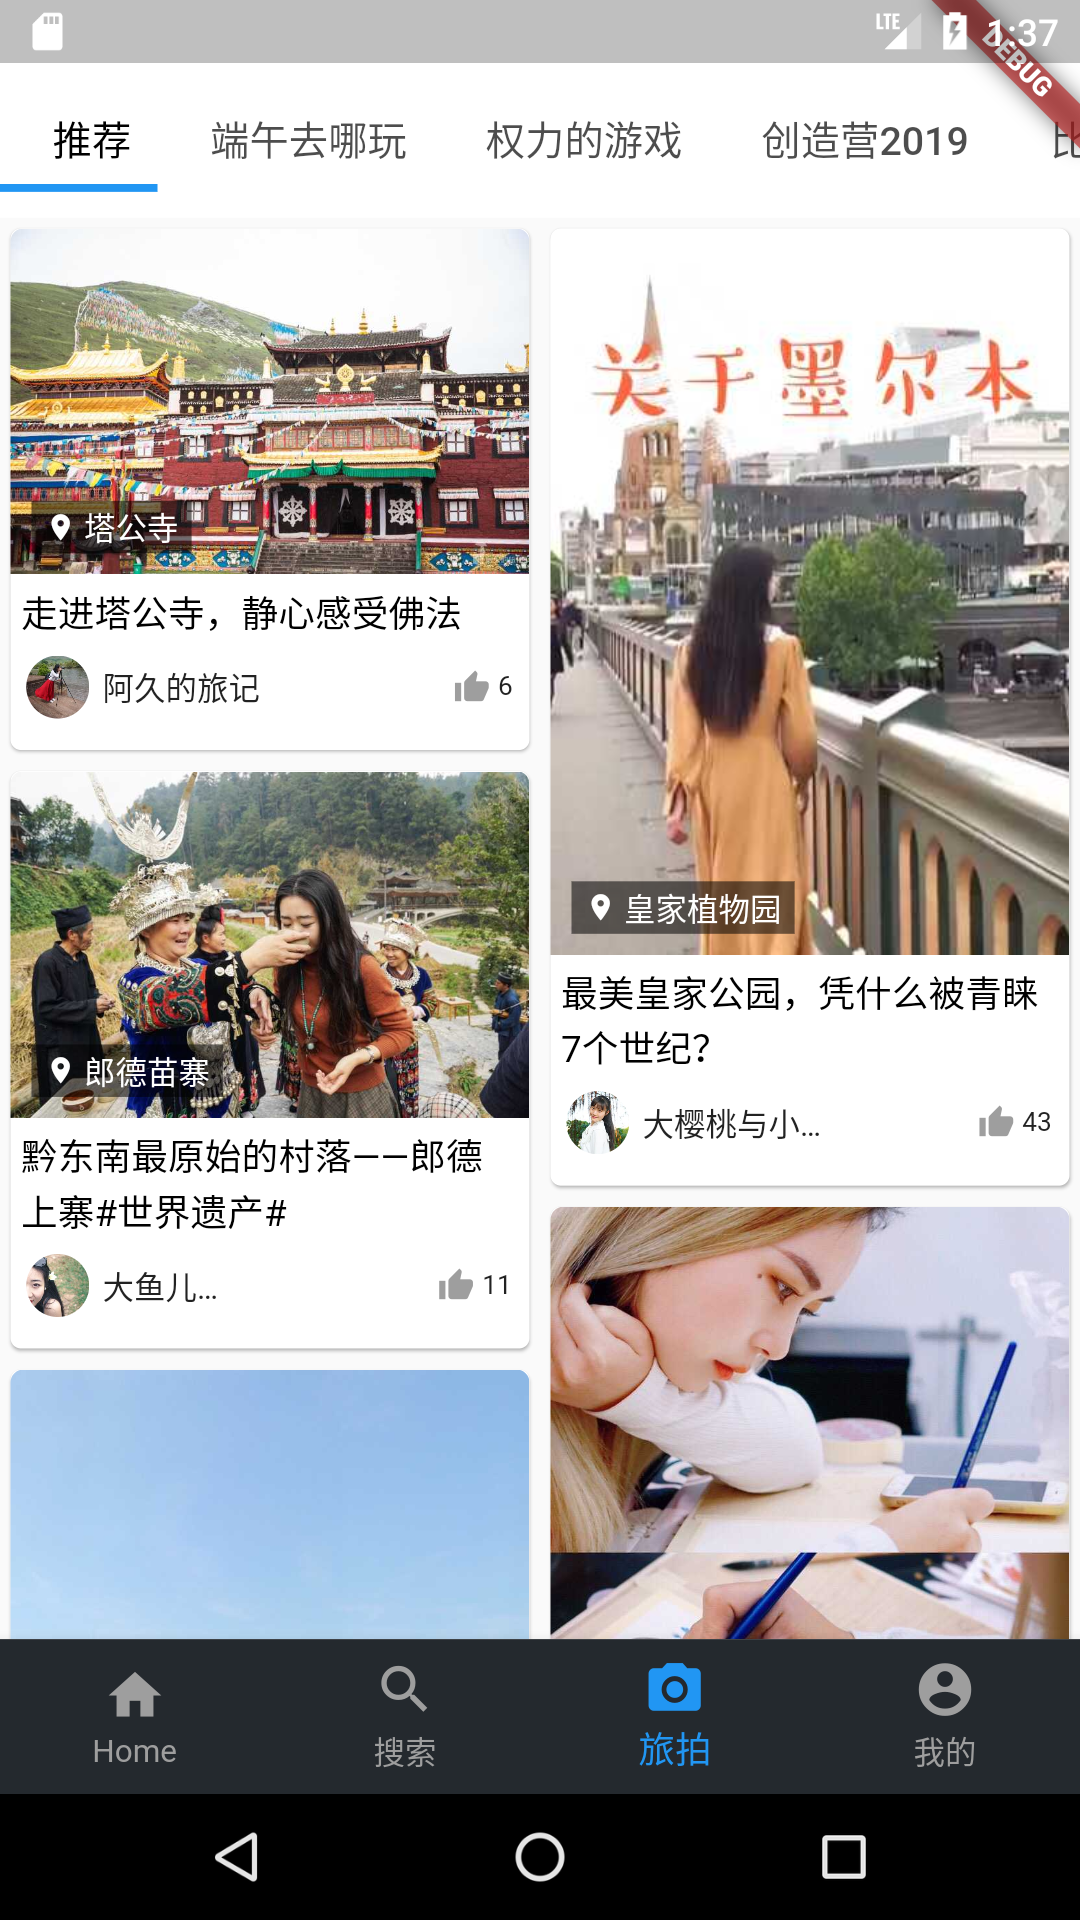 LTE
1:37
DEBUG
推荐
端午去哪玩
权力的游戏
创造营2019
塔公寺
走进塔公寺，静心感受佛法
阿久的旅记
6
关于墨尔本
皇家植物园
最美皇家公园，凭什么被青睐
7个世纪？
大樱桃与小...
43
郎德苗寨
黔东南最原始的村落——郎德
上寨#世界遗产#
大鱼儿...
11
Home
搜索
旅拍
我的